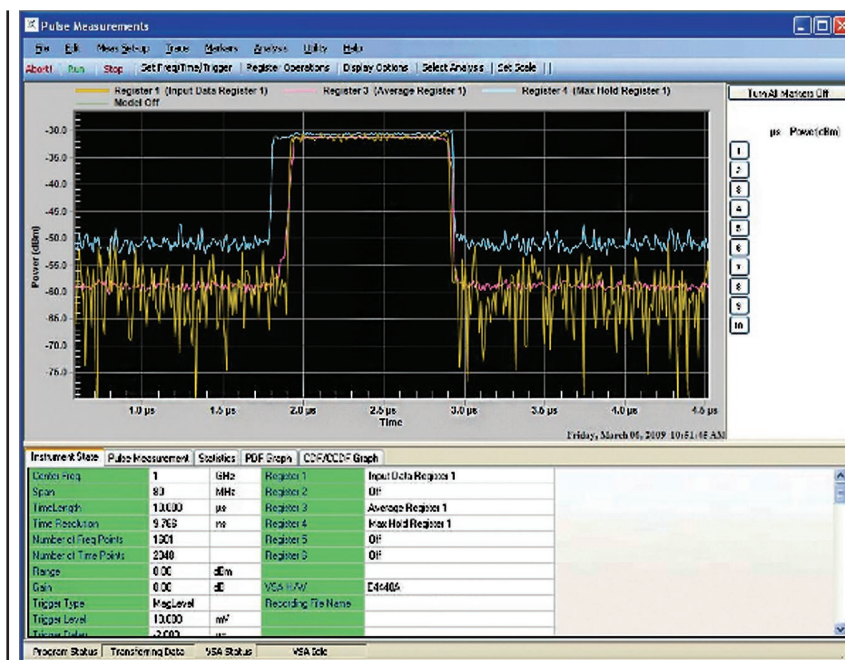 Pulse Measurements
File Edit Meas Set-up Trace Markers Analysis Utility Help
Abort! Run Stop Set Freq/Time/Trigger Register Operations Display Options Select Analysis Set Scale
Register 1 (Input Data Register 1) Register 3 (Average Register 1) Register 4 (Max Hold Register 1)
Model Off
Turn All Markers Off
µs Power(dBm)
1
2
3
4
5
6
7
8
9
10
-30.0
-35.0
-40.0
-45.0
-50.0
-55.0
-60.0
-65.0
-70.0
-75.0
Power (dBm)
1.0 µs 1.5 µs 2.0 µs 2.5 µs 3.0 µs 3.5 µs 4.0 µs 4.5 µs
Time
Friday, March 06, 2009 10:51:45 AM
Instrument State Pulse Measurement Statistics PDF Graph CDF/CCDF Graph
Center Freq 1 GHz Register 1 Input Data Register 1
Span 80 MHz Register 2 Off
TimeLength 10.000 µs Register 3 Average Register 1
Time Resolution 9.766 ns Register 4 Max Hold Register 1
Number of Freq Points 1601 Register 5 Off
Number of Time Points 2048 Register 6 Off
Range 0.00 dBm
Gain 0.00 dB VSA H/W E4440A
Trigger Type MagLevel Recording File Name
Trigger Level 10.000 mV
Trigger Delay -2.000
Program Status Transferring Data VSA Status VSA Idle